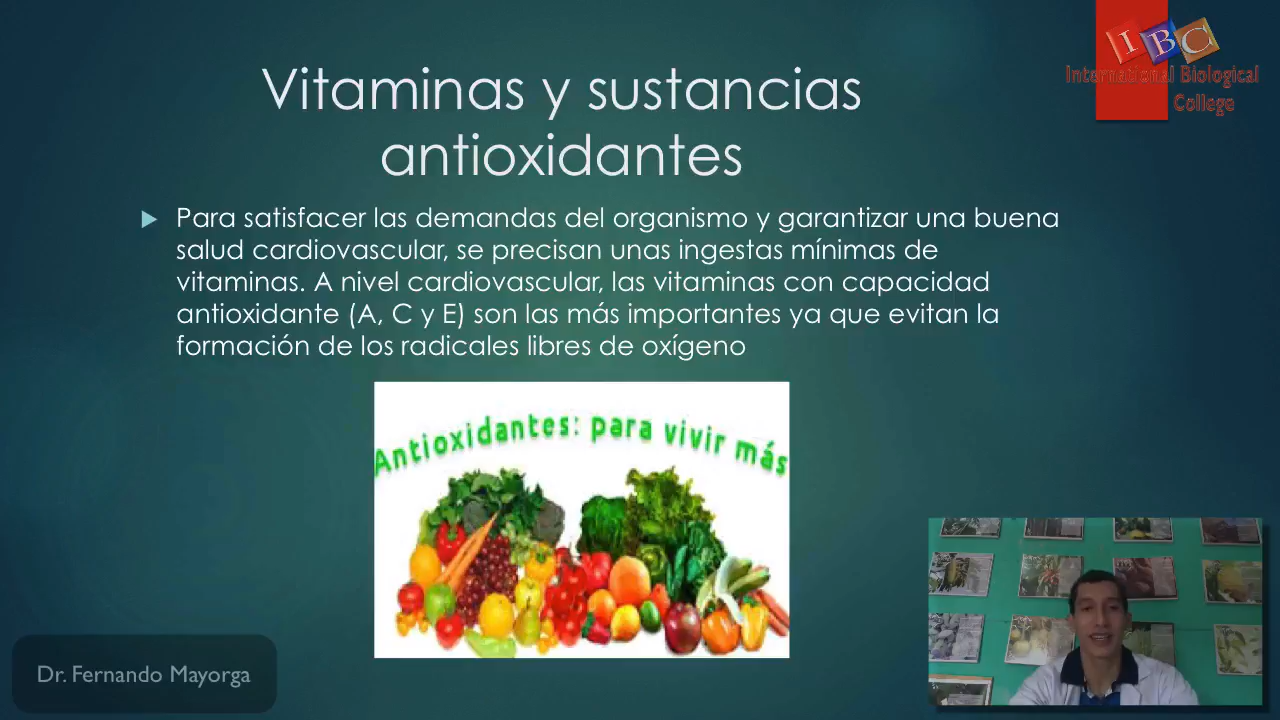 Vitaminas y sustancias
antioxidantes
IBC
International Biological
College
Para satisfacer las demandas del organismo y garantizar una buena
salud cardiovascular, se precisan unas ingestas mínimas de
vitaminas. A nivel cardiovascular, las vitaminas con capacidad
antioxidante (A, C y E) son las más importantes ya que evitan la
formación de los radicales libres de oxígeno
Antioxidantes: para vivir más
Dr. Fernando Mayorga